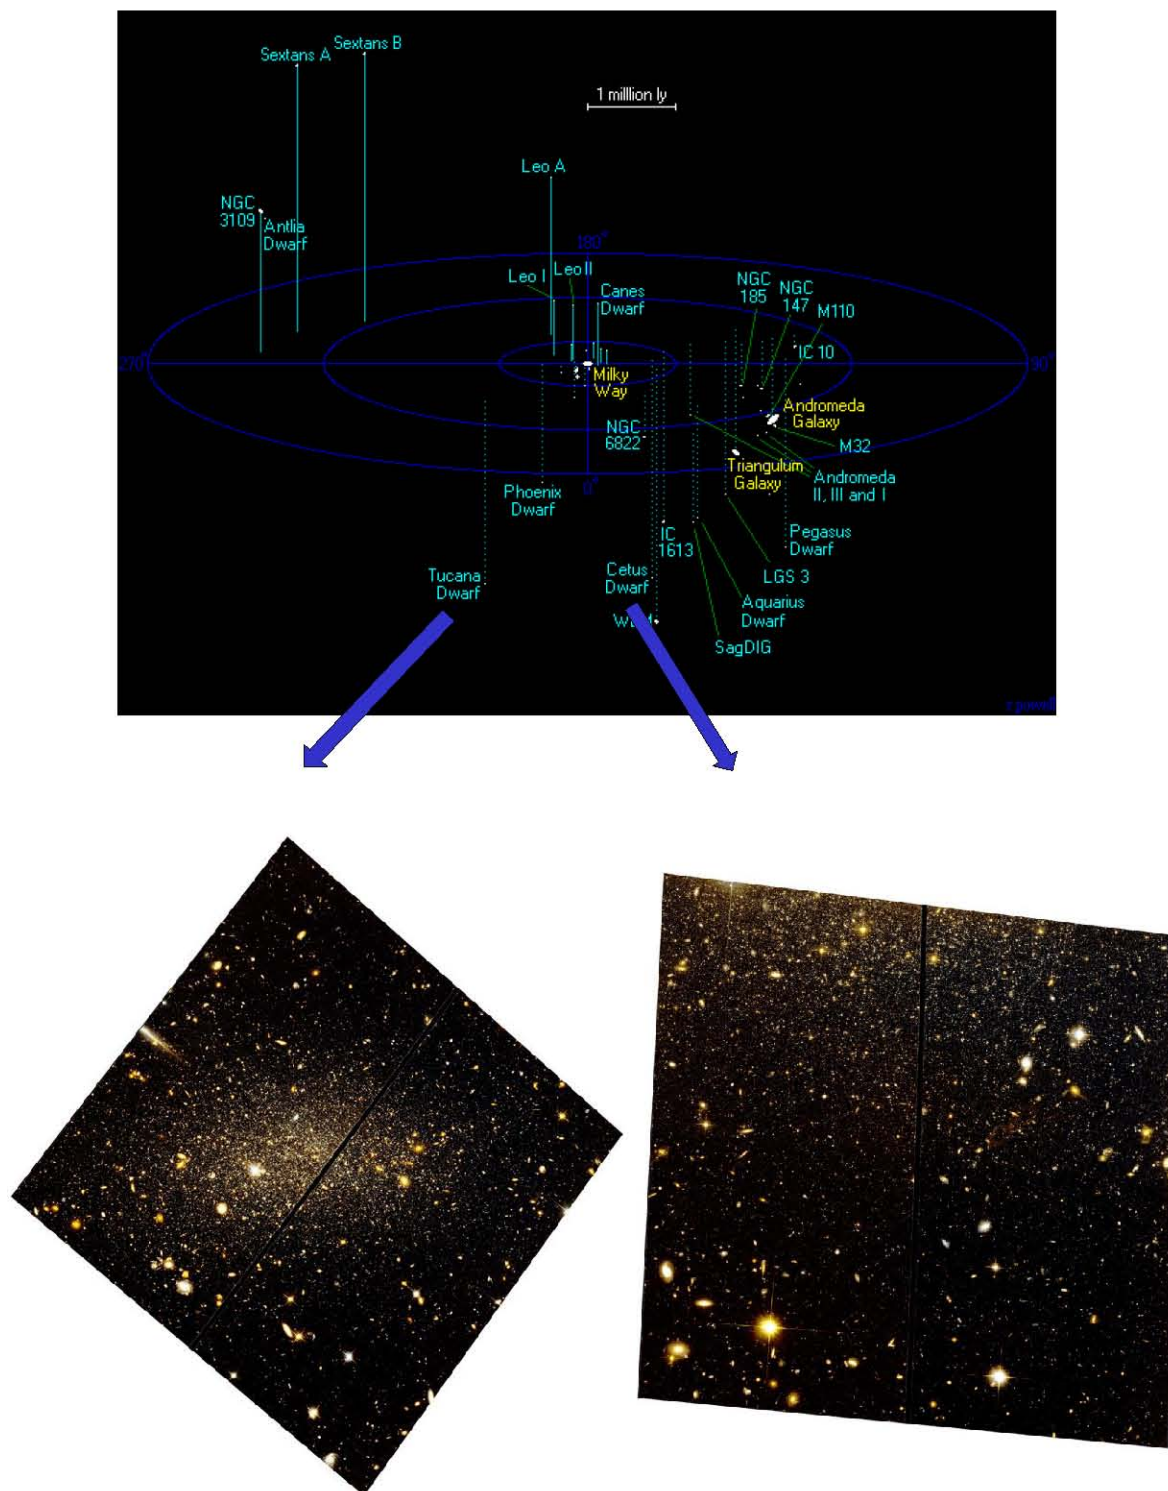 Sextans A
Sextans B
1 milllion ly
Leo A
NGC
3109
Antlia
Dwarf
180°
Leo I
Leo II
Canes
Dwarf
NGC
185
NGC
147
M110
IC 10
270°
90°
Milky
Way
Andromeda
Galaxy
NGC
6822
M32
Triangulum
Galaxy
Andromeda
II, III and I
0°
Phoenix
Dwarf
IC
1613
Pegasus
Dwarf
LGS 3
Tucana
Dwarf
Cetus
Dwarf
Aquarius
Dwarf
SagDIG
r powell